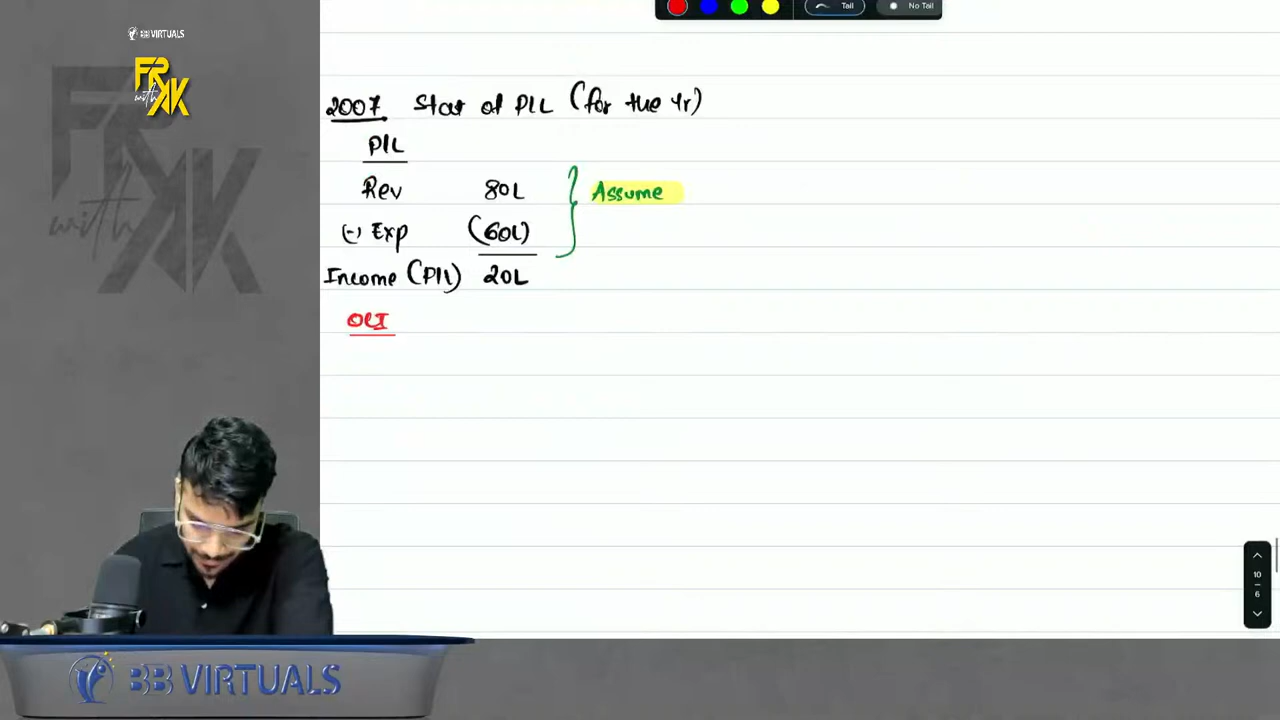 Tail
No Tail
BB VIRTUALS
FR
with
AK
2007 Stat of P/L (for the yr)
P/L
Rev 80L
(-) Exp (60L)
Assume
Income (P/L) 20L
OCI
10
6
BB VIRTUALS